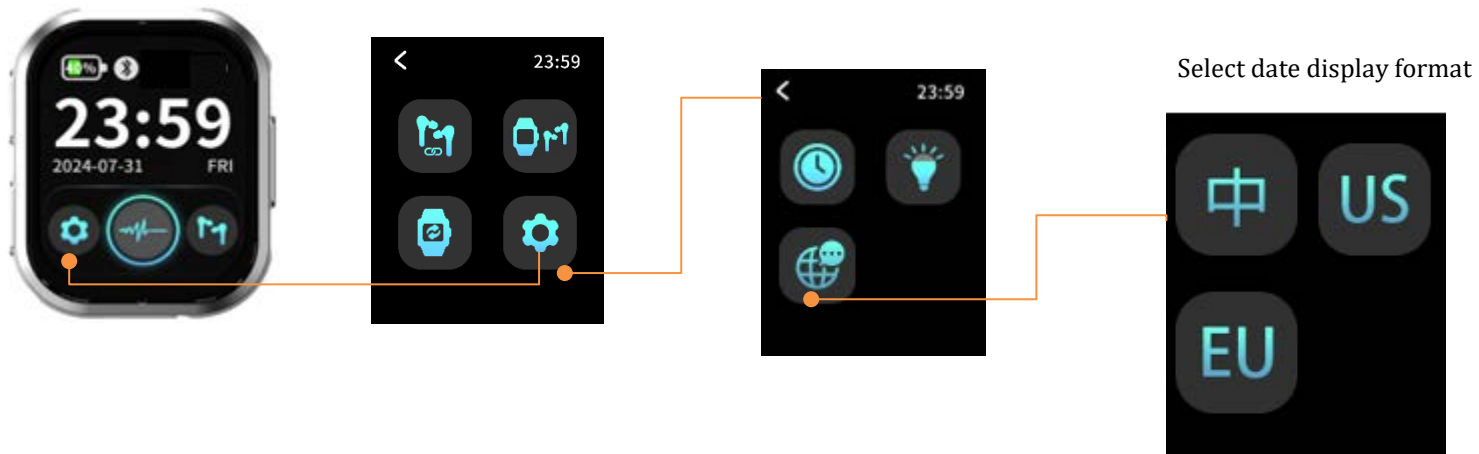 40%
23:59
2024-07-31 FRI
23:59
23:59
Select date display format
中 US
EU